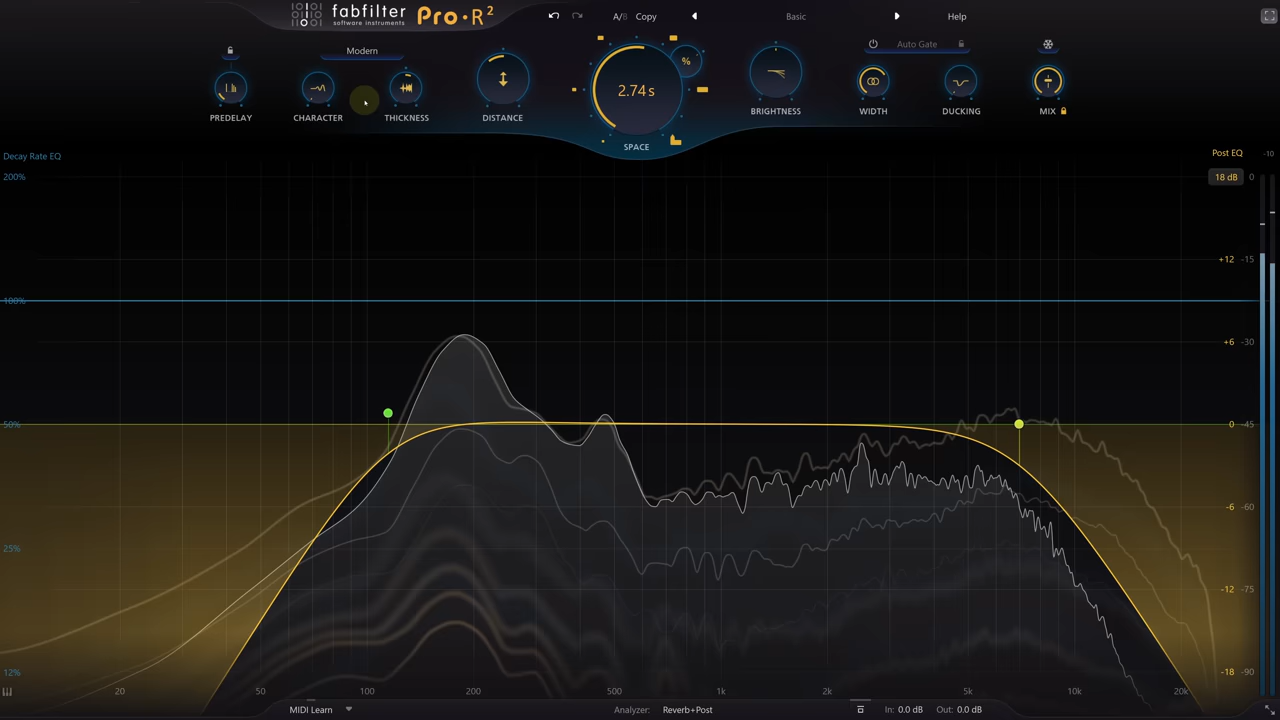 fabfilter
software instruments
Pro·R²
A/B Copy
Basic
Help
Modern
Auto Gate
%
2.74 s
PREDELAY
CHARACTER
THICKNESS
DISTANCE
SPACE
BRIGHTNESS
WIDTH
DUCKING
MIX
Decay Rate EQ
Post EQ
-10
200%
18 dB
0
+12 -15
100%
+6 -30
50%
0 -45
-6 -60
25%
-12 -75
12%
-18 -90
20
50
100
200
500
1k
2k
5k
10k
20k
MIDI Learn
Analyzer: Reverb+Post
In: 0.0 dB
Out: 0.0 dB